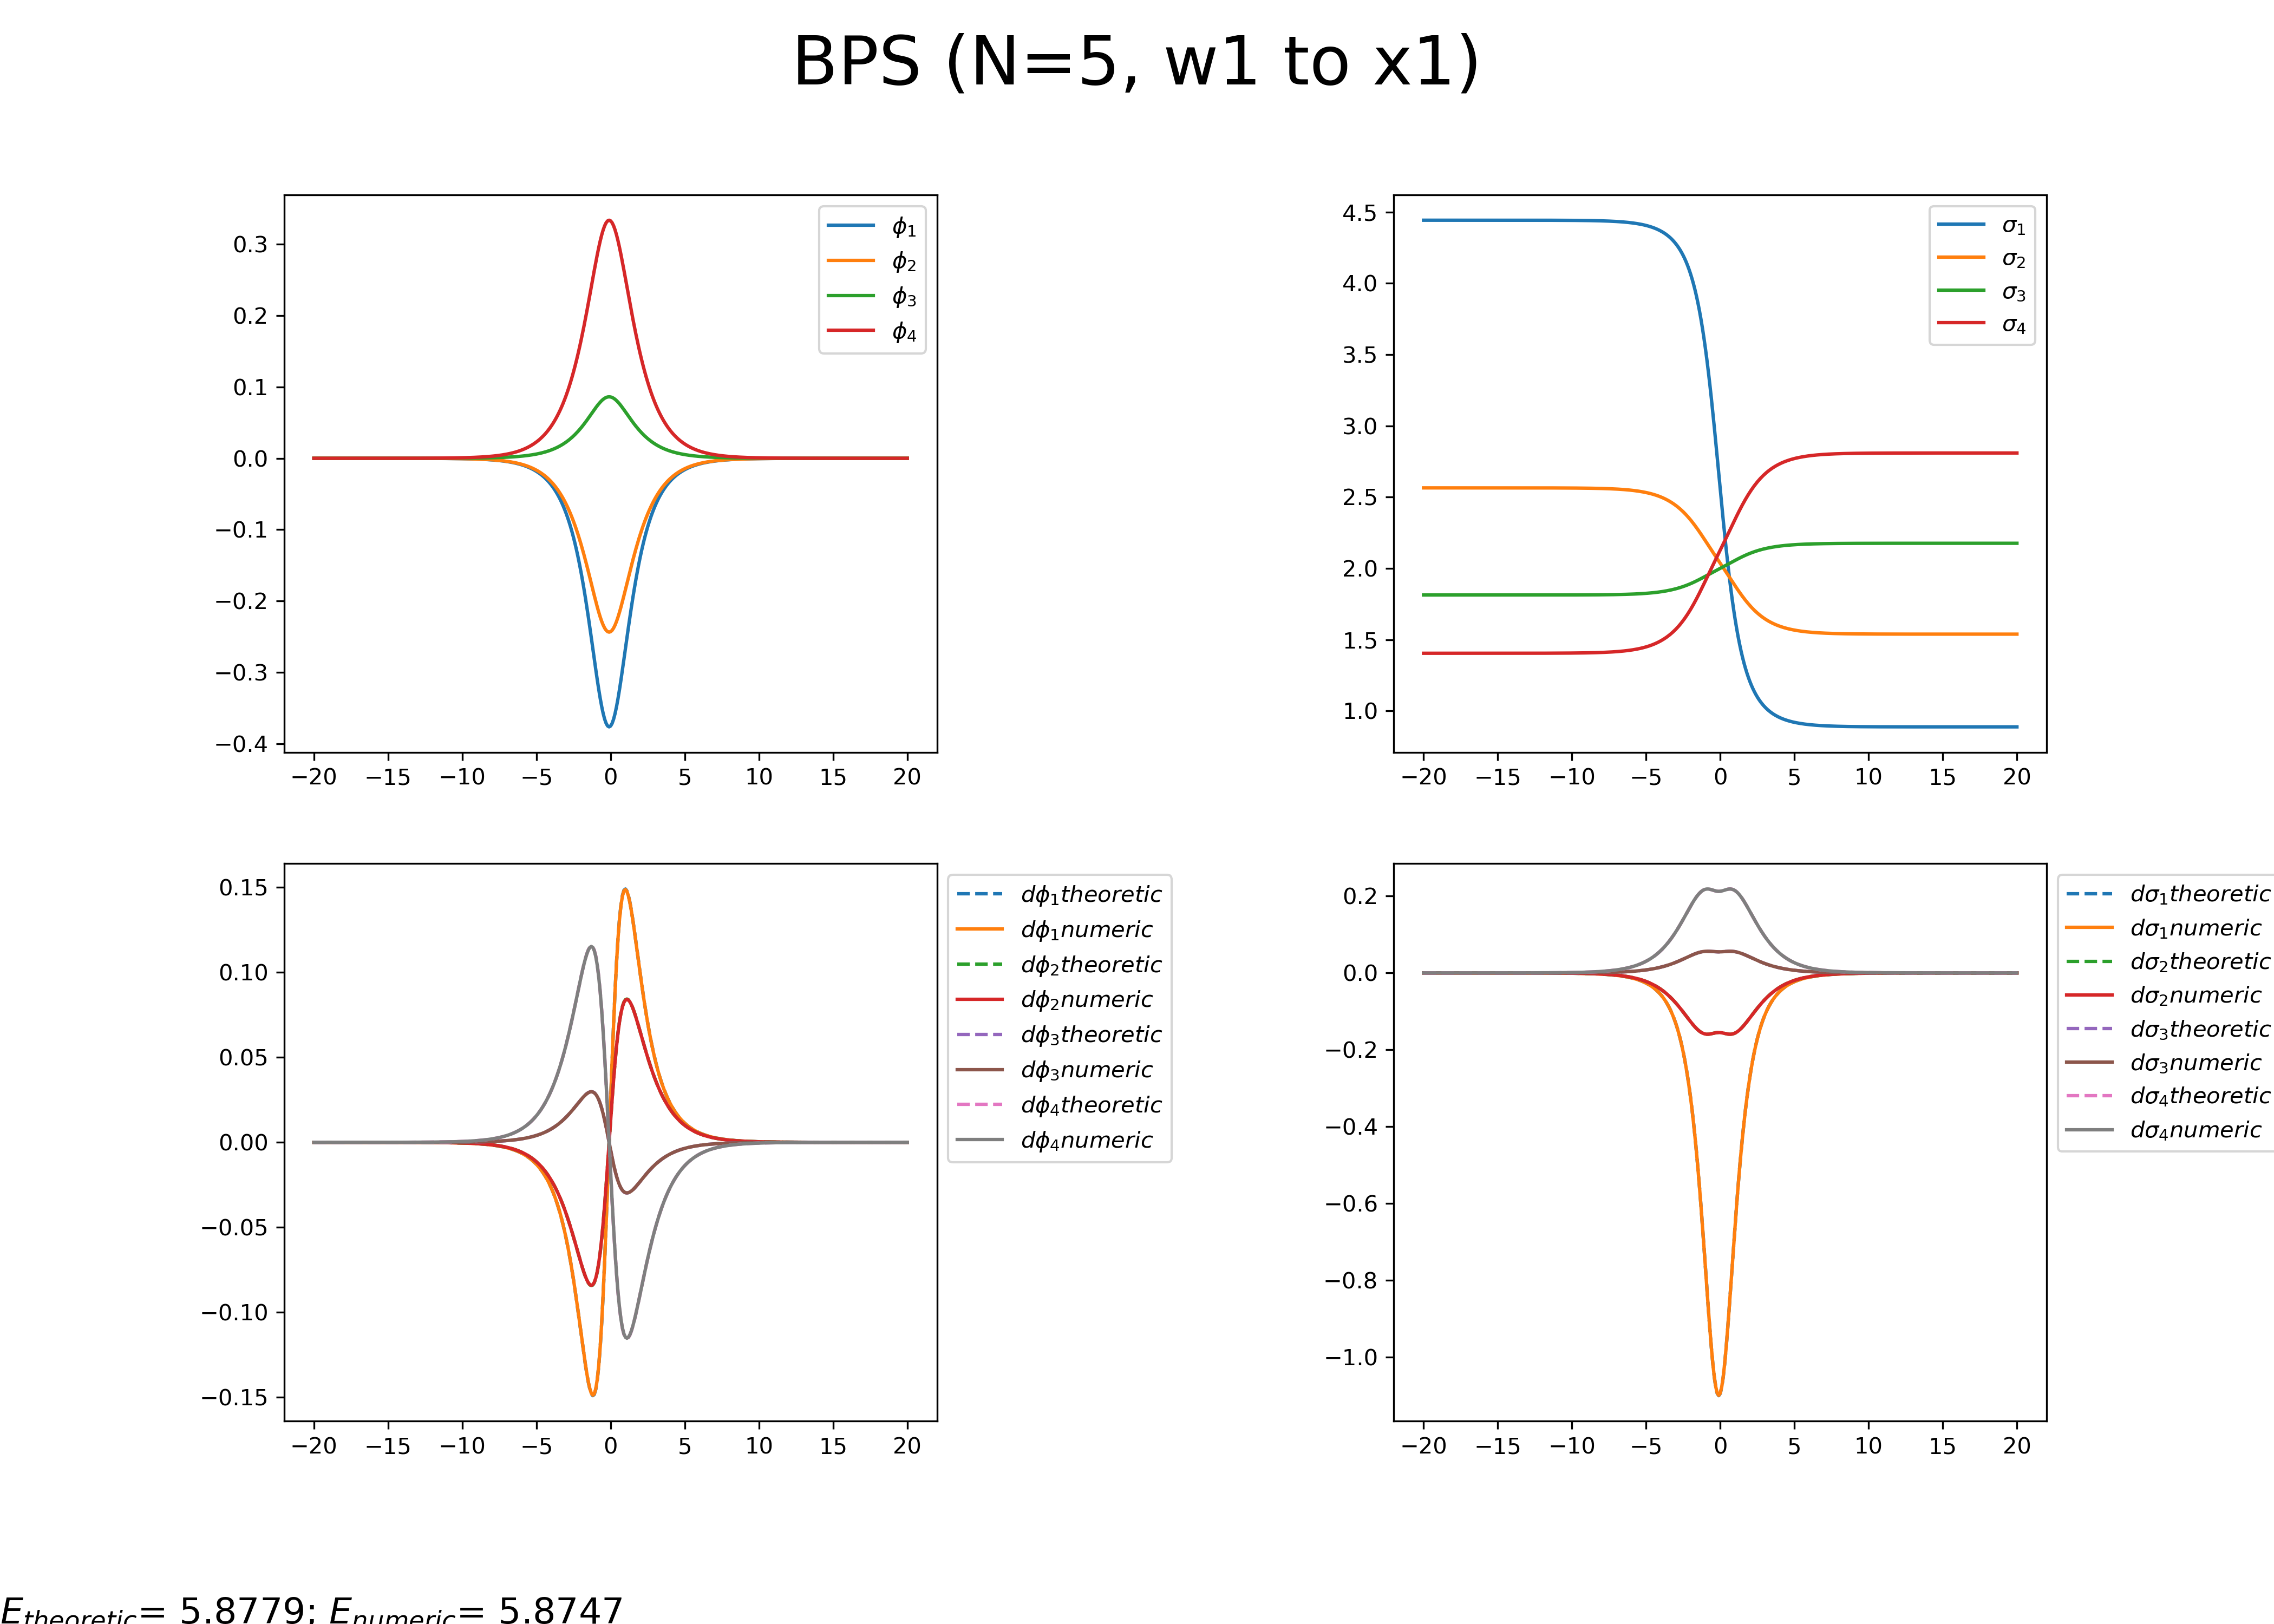 BPS (N=5, w1 to x1)
0.3
0.2
0.1
0.0
−0.1
−0.2
−0.3
−0.4
−20 −15 −10 −5 0 5 10 15 20
ϕ₁
ϕ₂
ϕ₃
ϕ₄
4.5
4.0
3.5
3.0
2.5
2.0
1.5
1.0
−20 −15 −10 −5 0 5 10 15 20
σ₁
σ₂
σ₃
σ₄
0.15
0.10
0.05
0.00
−0.05
−0.10
−0.15
−20 −15 −10 −5 0 5 10 15 20
dϕ₁theoretic
dϕ₁numeric
dϕ₂theoretic
dϕ₂numeric
dϕ₃theoretic
dϕ₃numeric
dϕ₄theoretic
dϕ₄numeric
0.2
0.0
−0.2
−0.4
−0.6
−0.8
−1.0
−20 −15 −10 −5 0 5 10 15 20
dσ₁theoretic
dσ₁numeric
dσ₂theoretic
dσ₂numeric
dσ₃theoretic
dσ₃numeric
dσ₄theoretic
dσ₄numeric
E_theoretic= 5.8779; E_numeric= 5.8747